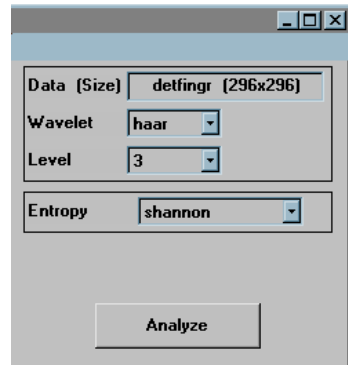 Data (Size) detfingr (296x296)
Wavelet haar
Level 3
Entropy shannon
Analyze